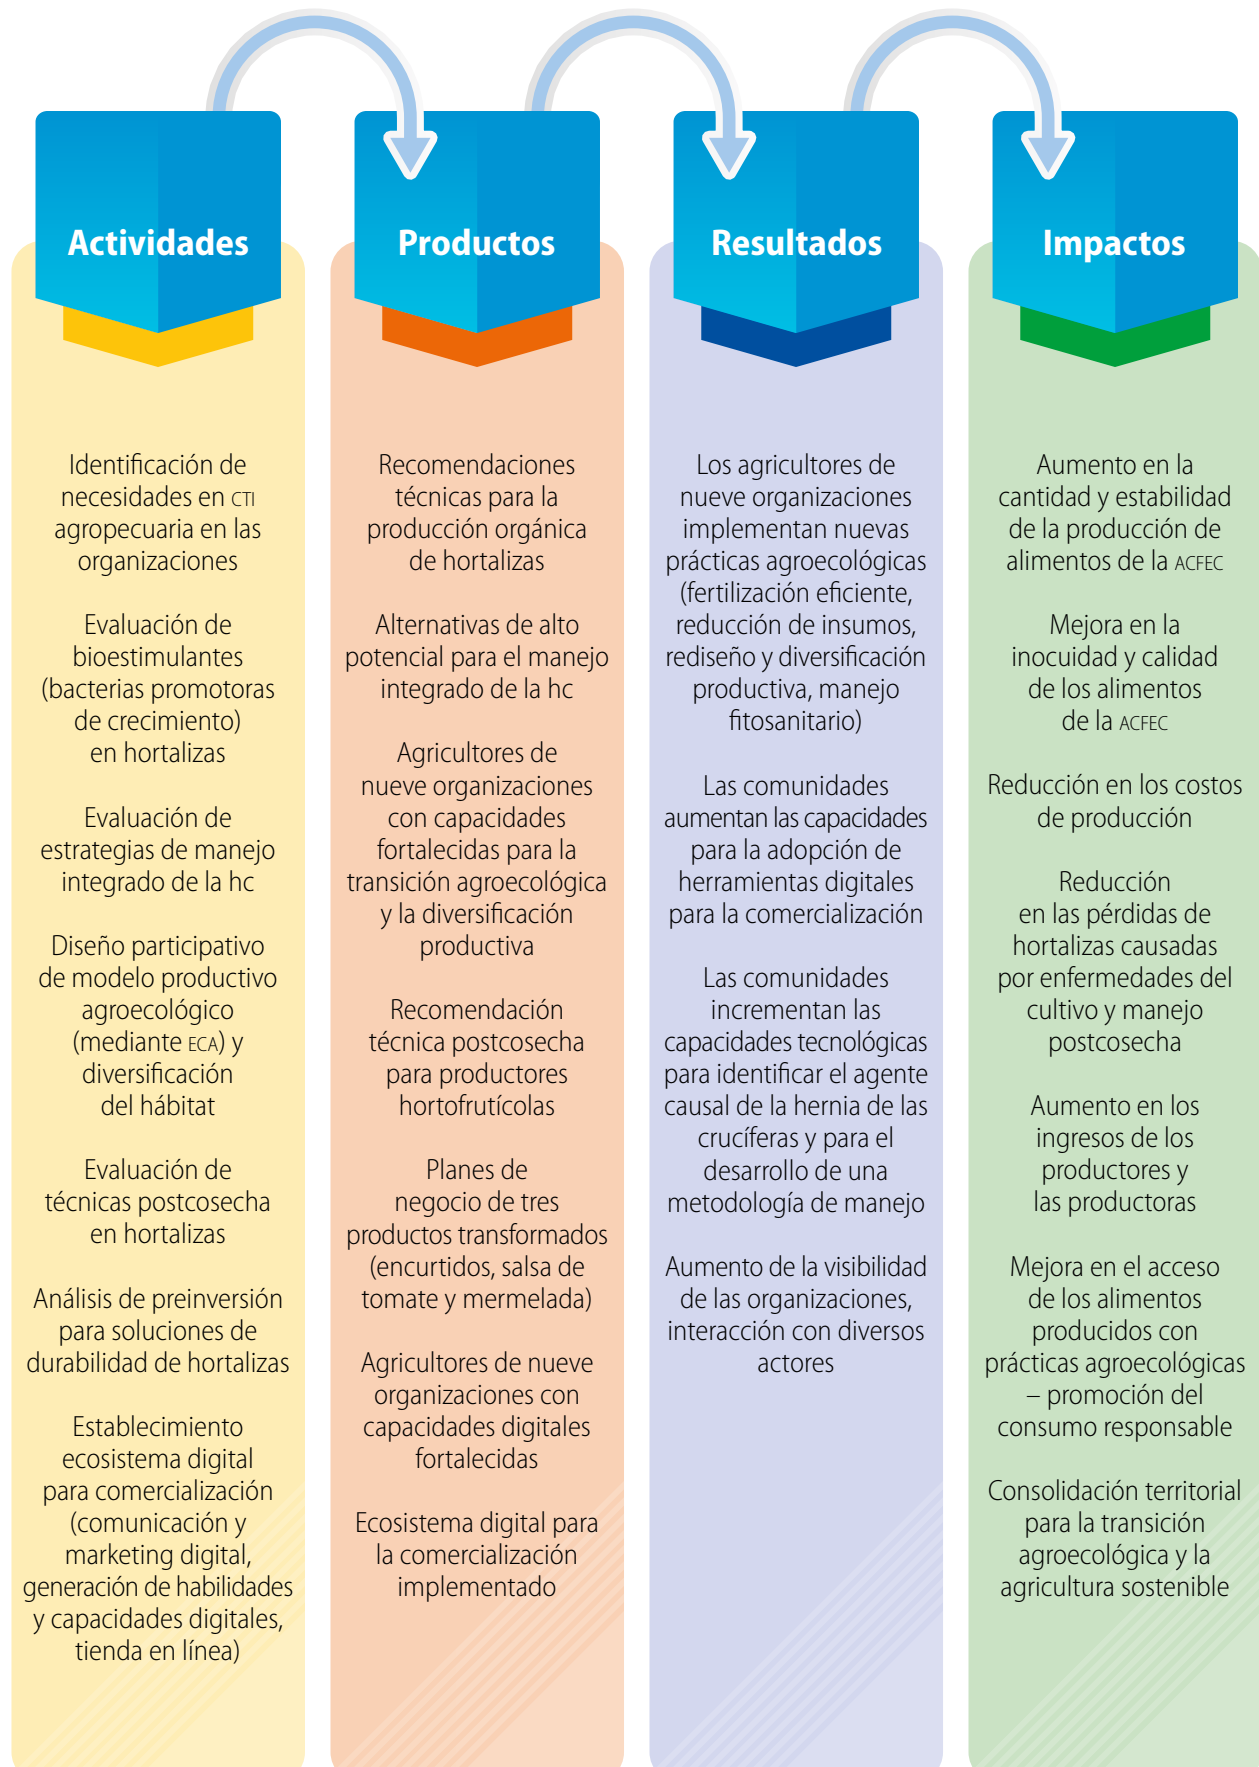 Actividades
Identificación de
necesidades en CTI
agropecuaria en las
organizaciones
Evaluación de
bioestimulantes
(bacterias promotoras
de crecimiento)
en hortalizas
Evaluación de
estrategias de manejo
integrado de la hc
Diseño participativo
de modelo productivo
agroecológico
(mediante ECA) y
diversificación
del hábitat
Evaluación de
técnicas postcosecha
en hortalizas
Análisis de preinversión
para soluciones de
durabilidad de hortalizas
Establecimiento
ecosistema digital
para comercialización
(comunicación y
marketing digital,
generación de habilidades
y capacidades digitales,
tienda en línea)
Productos
Recomendaciones
técnicas para la
producción orgánica
de hortalizas
Alternativas de alto
potencial para el manejo
integrado de la hc
Agricultores de
nueve organizaciones
con capacidades
fortalecidas para la
transición agroecológica
y la diversificación
productiva
Recomendación
técnica postcosecha
para productores
hortofrutícolas
Planes de
negocio de tres
productos transformados
(encurtidos, salsa de
tomate y mermelada)
Agricultores de nueve
organizaciones con
capacidades digitales
fortalecidas
Ecosistema digital para
la comercialización
implementado
Resultados
Los agricultores de
nueve organizaciones
implementan nuevas
prácticas agroecológicas
(fertilización eficiente,
reducción de insumos,
rediseño y diversificación
productiva, manejo
fitosanitario)
Las comunidades
aumentan las capacidades
para la adopción de
herramientas digitales
para la comercialización
Las comunidades
incrementan las
capacidades tecnológicas
para identificar el agente
causal de la hernia de las
crucíferas y para el
desarrollo de una
metodología de manejo
Aumento de la visibilidad
de las organizaciones,
interacción con diversos
actores
Impactos
Aumento en la
cantidad y estabilidad
de la producción de
alimentos de la ACFEC
Mejora en la
inocuidad y calidad
de los alimentos
de la ACFEC
Reducción en los costos
de producción
Reducción
en las pérdidas de
hortalizas causadas
por enfermedades del
cultivo y manejo
postcosecha
Aumento en los
ingresos de los
productores y
las productoras
Mejora en el acceso
de los alimentos
producidos con
prácticas agroecológicas
– promoción del
consumo responsable
Consolidación territorial
para la transición
agroecológica y la
agricultura sostenible